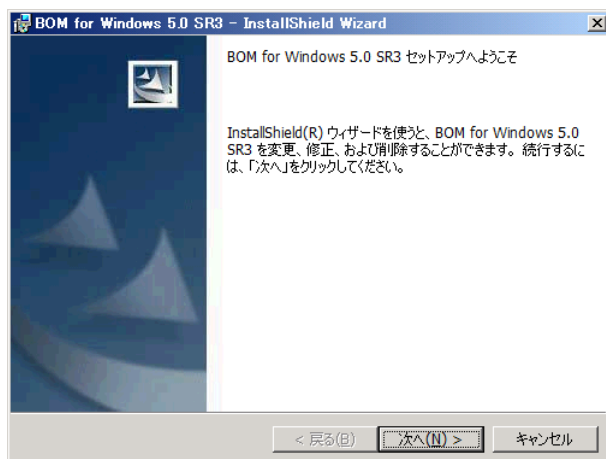 BOM for Windows 5.0 SR3 - InstallShield Wizard
BOM for Windows 5.0 SR3 セットアップへようこそ
InstallShield(R) ウィザードを使うと、BOM for Windows 5.0
SR3 を変更、修正、および削除することができます。続行するに
は、「次へ」をクリックしてください。
< 戻る(B) 次へ(N) > キャンセル